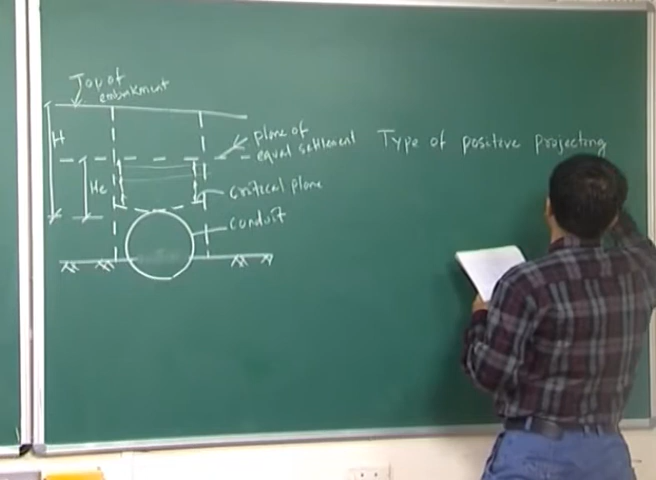 Top of
embankment
H
He
plane of
equal settlement
critical plane
conduit
Type of positive projecting